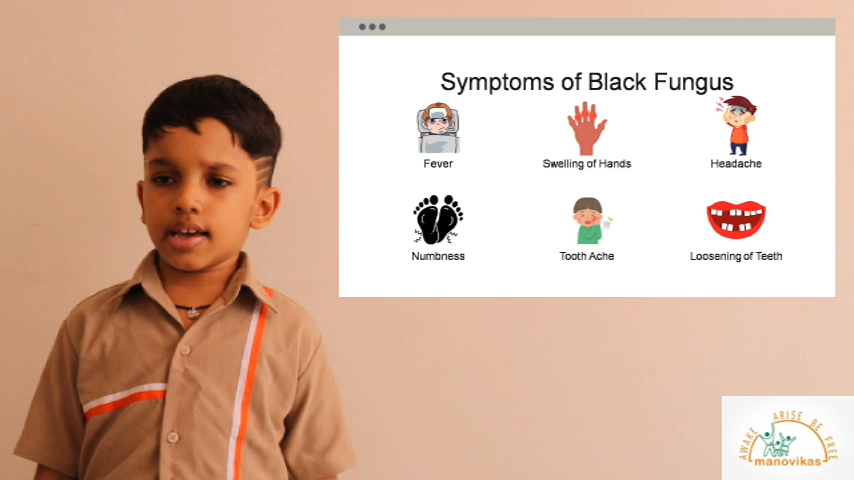 Symptoms of Black Fungus
Fever
Swelling of Hands
Headache
Numbness
Tooth Ache
Loosening of Teeth
AWAKE ARISE BE FREE
manovikas